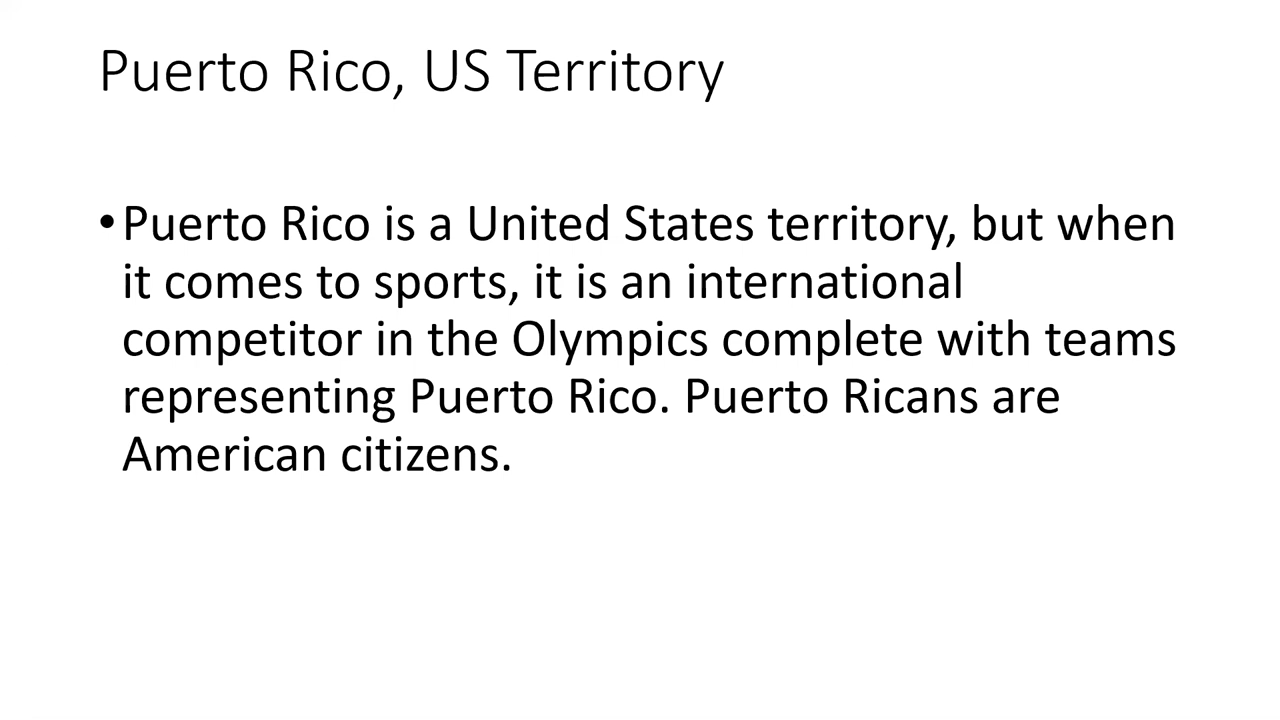 Puerto Rico, US Territory
•Puerto Rico is a United States territory, but when
it comes to sports, it is an international
competitor in the Olympics complete with teams
representing Puerto Rico. Puerto Ricans are
American citizens.